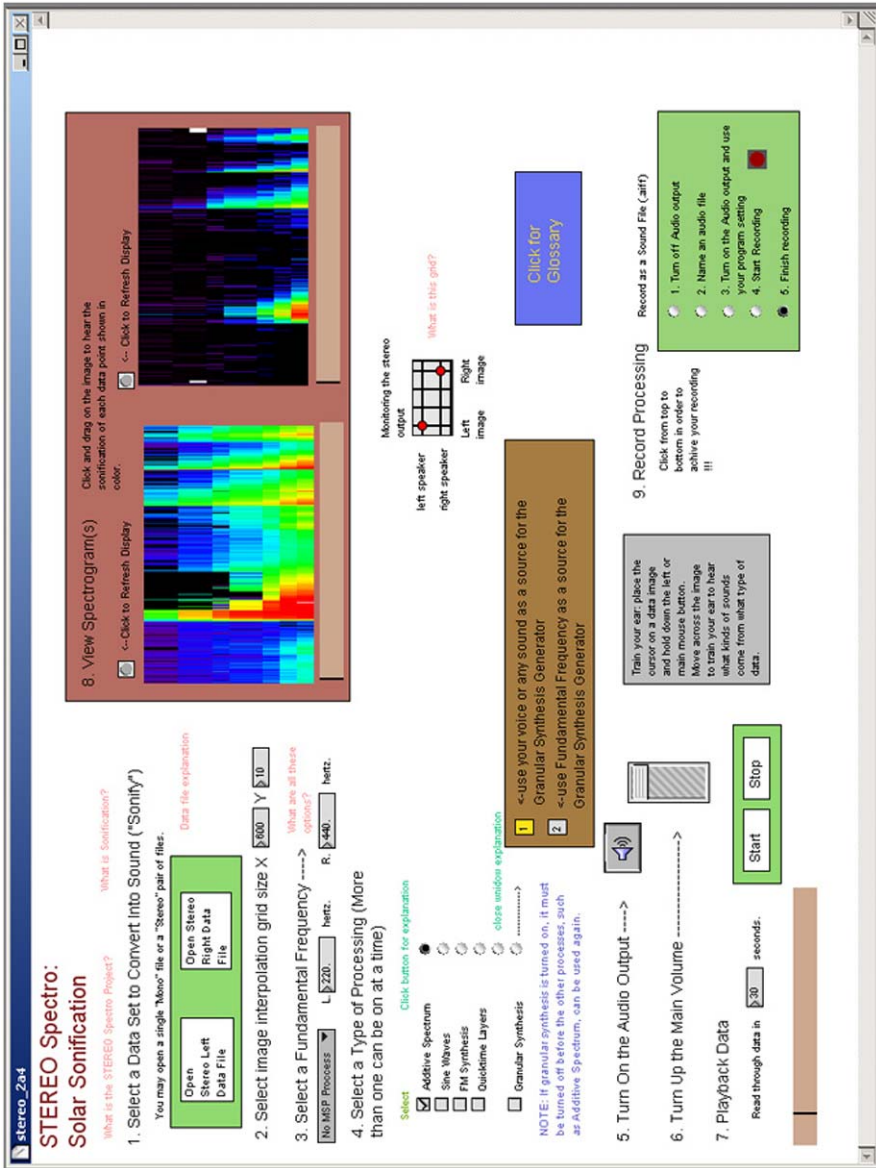 stereo_2a4
STEREO Spectro:
Solar Sonification
What is the STEREO Spectro Project?
What is Sonification?
1. Select a Data Set to Convert Into Sound ("Sonify")
You may open a single "Mono" file or a "Stereo" pair of files.
Open
Stereo Left
Data File
Open Stereo
Right Data
File
Data file explanation
2. Select image interpolation grid size X 600 Y 10
3. Select a Fundamental Frequency ---->
What are all these
options?
No MSP Proccess
L. 220. hertz.
R. 440. hertz.
4. Select a Type of Processing (More
than one can be on at a time)
Select
Click button for explanation
Additive Spectrum
Sine Waves
FM Synthesis
Quicktime Layers
close wnidow explanation
Granular Synthesis
-------------->
NOTE: If granular synthesis is turned on, it must
be turned off before the other processes, such
as Additive Spectrum, can be used again.
1 <-use your voice or any sound as a source for the
Granular Synthesis Generator
2 <-use Fundamental Frequency as a source for the
Granular Synthesis Generator
5. Turn On the Audio Output ---->
6. Turn Up the Main Volume ---------------->
7. Playback Data
Read through data in 30 seconds.
Start
Stop
Train your ear: place the
cursor on a data image
and hold down the left or
main mouse button.
Move across the image
to train your ear to hear
what kinds of sounds
come from what type of
data.
8. View Spectrogram(s)
Click and drag on the image to hear the
sonification of each data point shown in
color.
<--Click to Refresh Display
<-- Click to Refresh Display
Monitoring the stereo
output
left speaker
right speaker
Left
image
Right
image
What is this grid?
Click for
Glossary
9. Record Processing
Record as a Sound File (.aiff)
Click from top to
bottom in order to
achive your recording
!!!
1. Turn off Audio output
2. Name an audio file
3. Turn on the Audio output and use
your program setting
4. Start Recording
5. Finish recording